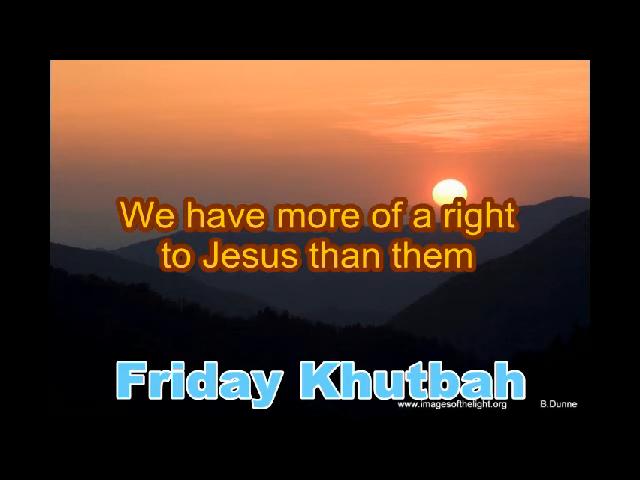 We have more of a right
to Jesus than them
Friday Khutbah
www.imagesofthelight.org B.Dunne